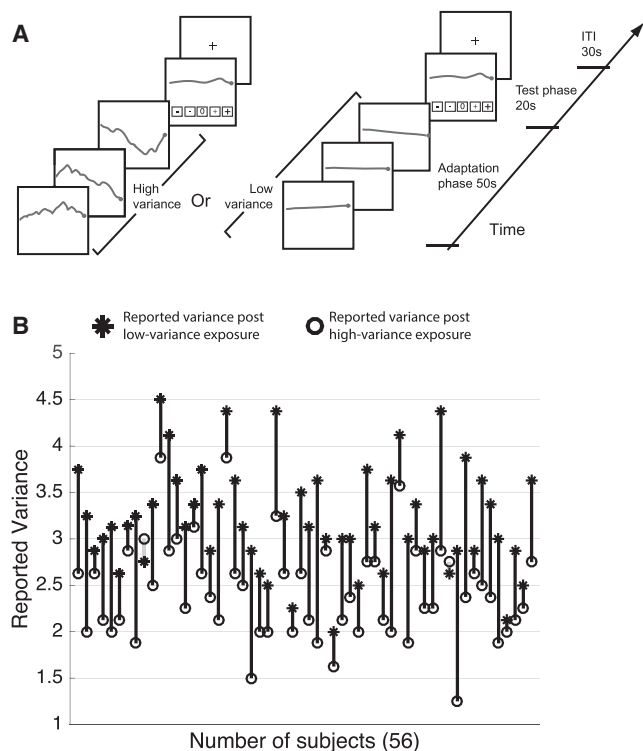 A
ITI
30s
Test phase
20s
Adaptation
phase 50s
Time
High
variance
Or
Low
variance
+
- - 0 + +
+
- - 0 + +
B
Reported variance post
low-variance exposure
Reported variance post
high-variance exposure
Reported Variance
5
4.5
4
3.5
3
2.5
2
1.5
1
Number of subjects (56)